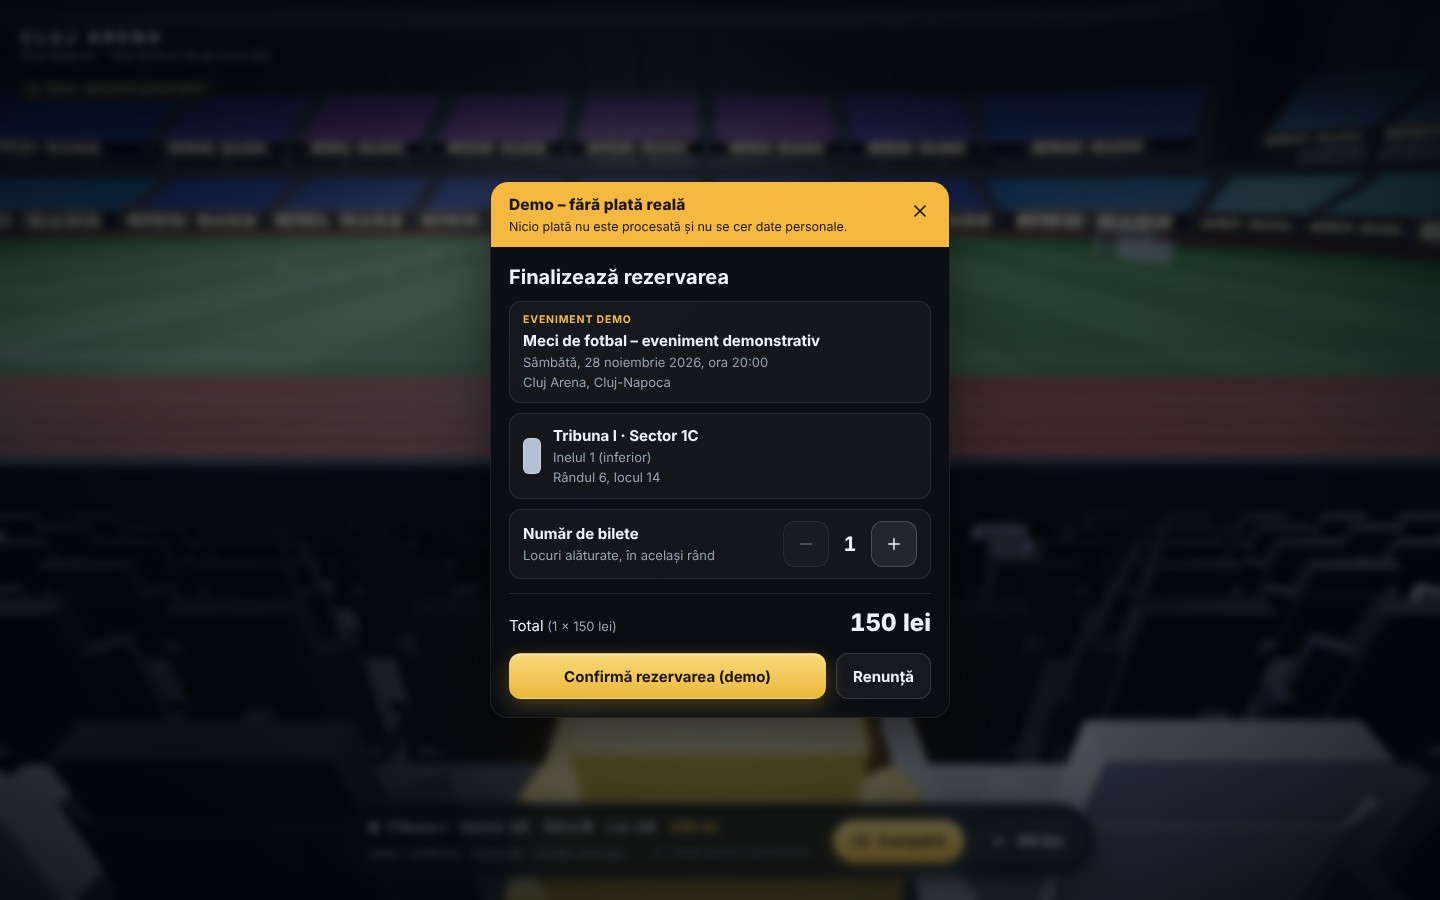 CLUJ ARENA
Demo – fără plată reală
Nicio plată nu este procesată și nu se cer date personale.
Finalizează rezervarea
EVENIMENT DEMO
Meci de fotbal – eveniment demonstrativ
Sâmbătă, 28 noiembrie 2026, ora 20:00
Cluj Arena, Cluj-Napoca
Tribuna I · Sector 1C
Inelul 1 (inferior)
Rândul 6, locul 14
Număr de bilete
Locuri alăturate, în același rând
− 1 +
Total (1 × 150 lei)
150 lei
Confirmă rezervarea (demo)
Renunță